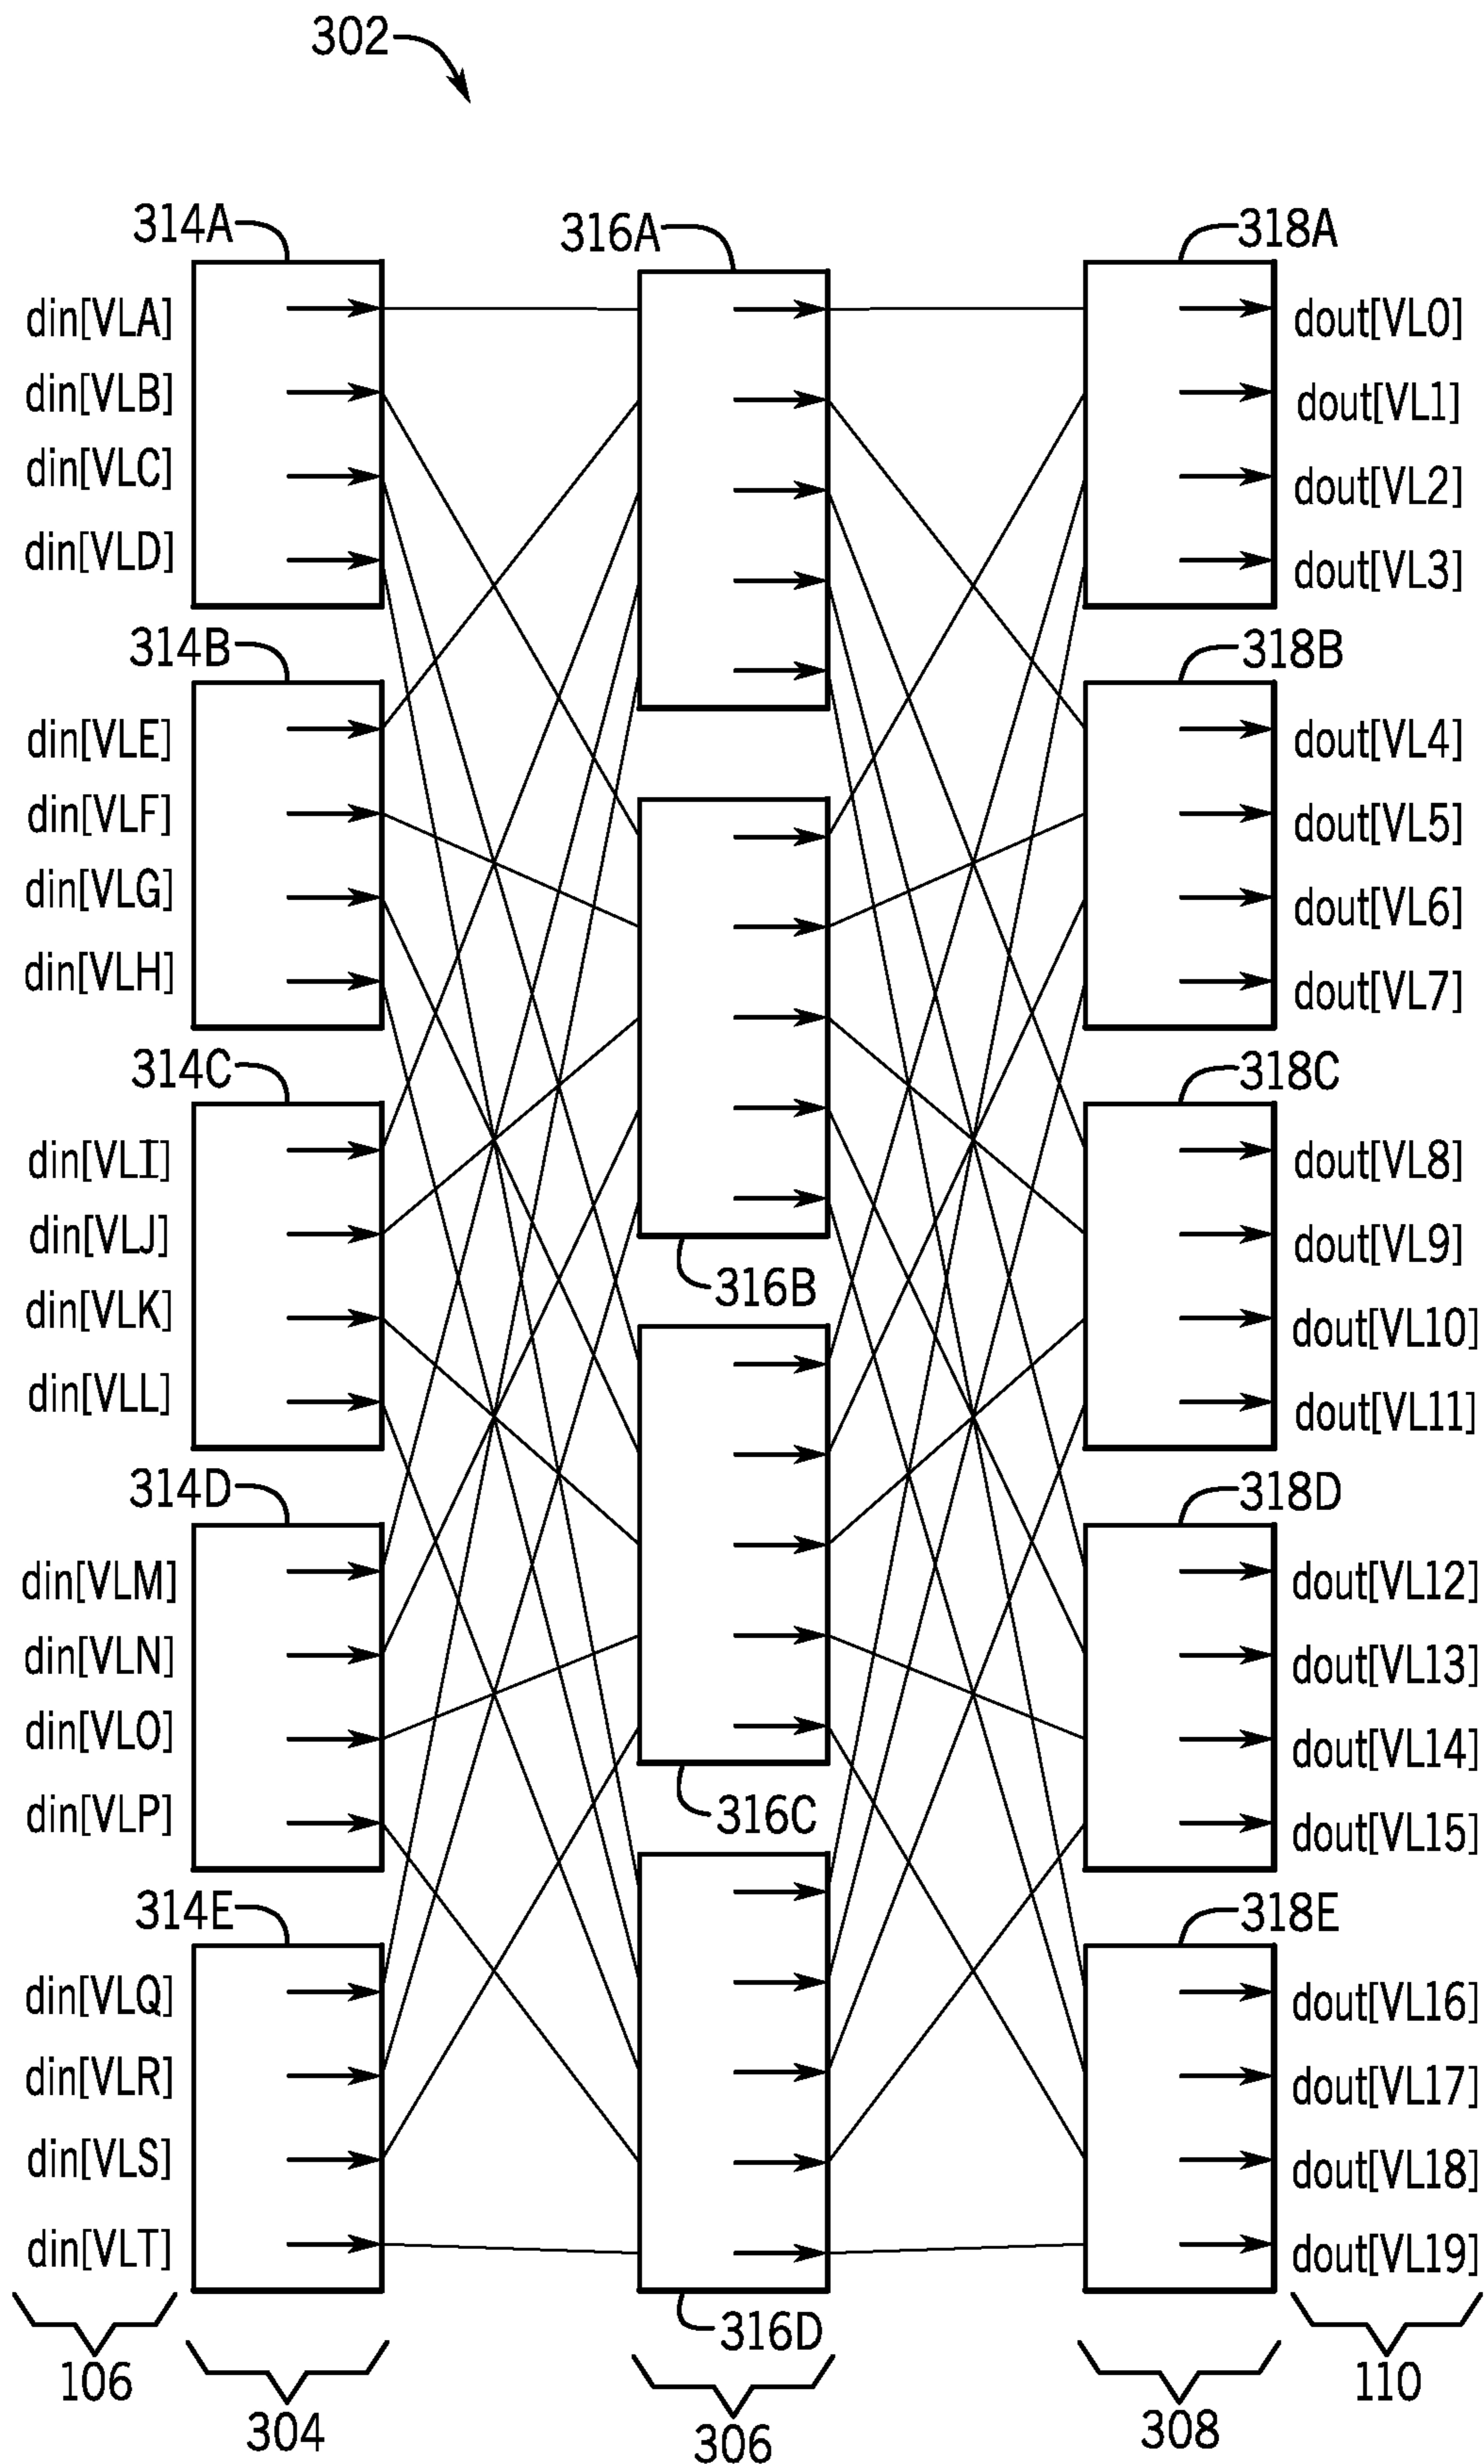 302
314A
316A
318A
din[VLA]
dout[VL0]
din[VLB]
dout[VL1]
din[VLC]
dout[VL2]
din[VLD]
dout[VL3]
314B
318B
din[VLE]
dout[VL4]
din[VLF]
dout[VL5]
din[VLG]
dout[VL6]
din[VLH]
dout[VL7]
314C
318C
din[VLI]
dout[VL8]
din[VLJ]
dout[VL9]
316B
din[VLK]
dout[VL10]
din[VLL]
dout[VL11]
314D
318D
din[VLM]
dout[VL12]
din[VLN]
dout[VL13]
din[VLO]
dout[VL14]
din[VLP]
316C
dout[VL15]
314E
318E
din[VLQ]
dout[VL16]
din[VLR]
dout[VL17]
din[VLS]
dout[VL18]
din[VLT]
dout[VL19]
316D
106
110
304
306
308